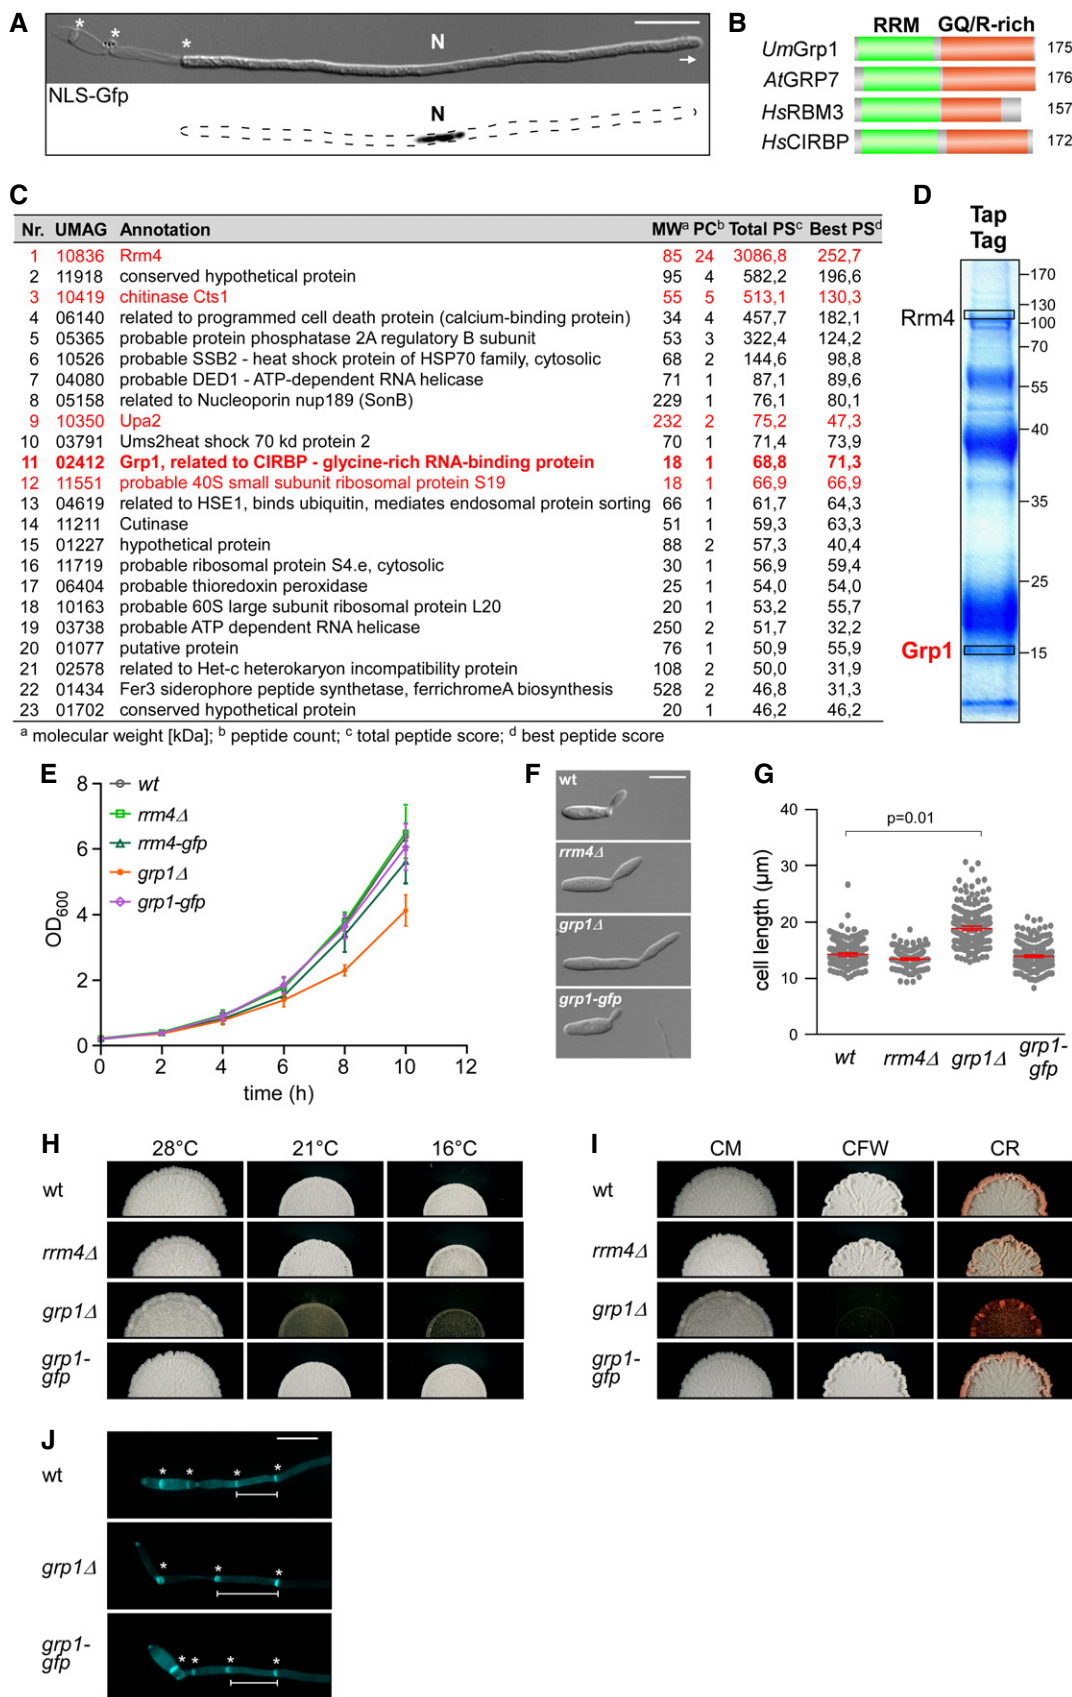 A
* * *
N
NLS-Gfp
N
B
RRM GQ/R-rich
UmGrp1 175
AtGRP7 176
HsRBM3 157
HsCIRBP 172
C
Nr. UMAG Annotation MWᵃ PCᵇ Total PSᶜ Best PSᵈ
1 10836 Rrm4 85 24 3086,8 252,7
2 11918 conserved hypothetical protein 95 4 582,2 196,6
3 10419 chitinase Cts1 55 5 513,1 130,3
4 06140 related to programmed cell death protein (calcium-binding protein) 34 4 457,7 182,1
5 05365 probable protein phosphatase 2A regulatory B subunit 53 3 322,4 124,2
6 10526 probable SSB2 - heat shock protein of HSP70 family, cytosolic 68 2 144,6 98,8
7 04080 probable DED1 - ATP-dependent RNA helicase 71 1 87,1 89,6
8 05158 related to Nucleoporin nup189 (SonB) 229 1 76,1 80,1
9 10350 Upa2 232 2 75,2 47,3
10 03791 Ums2heat shock 70 kd protein 2 70 1 71,4 73,9
11 02412 Grp1, related to CIRBP - glycine-rich RNA-binding protein 18 1 68,8 71,3
12 11551 probable 40S small subunit ribosomal protein S19 18 1 66,9 66,9
13 04619 related to HSE1, binds ubiquitin, mediates endosomal protein sorting 66 1 61,7 64,3
14 11211 Cutinase 51 1 59,3 63,3
15 01227 hypothetical protein 88 2 57,3 40,4
16 11719 probable ribosomal protein S4.e, cytosolic 30 1 56,9 59,4
17 06404 probable thioredoxin peroxidase 25 1 54,0 54,0
18 10163 probable 60S large subunit ribosomal protein L20 20 1 53,2 55,7
19 03738 probable ATP dependent RNA helicase 250 2 51,7 32,2
20 01077 putative protein 76 1 50,9 55,9
21 02578 related to Het-c heterokaryon incompatibility protein 108 2 50,0 31,9
22 01434 Fer3 siderophore peptide synthetase, ferrichromeA biosynthesis 528 2 46,8 31,3
23 01702 conserved hypothetical protein 20 1 46,2 46,2
ᵃ molecular weight [kDa]; ᵇ peptide count; ᶜ total peptide score; ᵈ best peptide score
D
Tap
Tag
170
130
Rrm4
100
70
55
40
35
25
Grp1
15
E
8
6
4
2
0
OD₆₀₀
wt
rrm4Δ
rrm4-gfp
grp1Δ
grp1-gfp
0 2 4 6 8 10 12
time (h)
F
wt
rrm4Δ
grp1Δ
grp1-gfp
G
40
30
20
10
0
cell length (µm)
p=0.01
wt rrm4Δ grp1Δ grp1-
gfp
H
28°C 21°C 16°C
wt
rrm4Δ
grp1Δ
grp1-
gfp
I
CM CFW CR
wt
rrm4Δ
grp1Δ
grp1-
gfp
J
wt
* * * *
grp1Δ
* * *
grp1-
gfp
* * * *